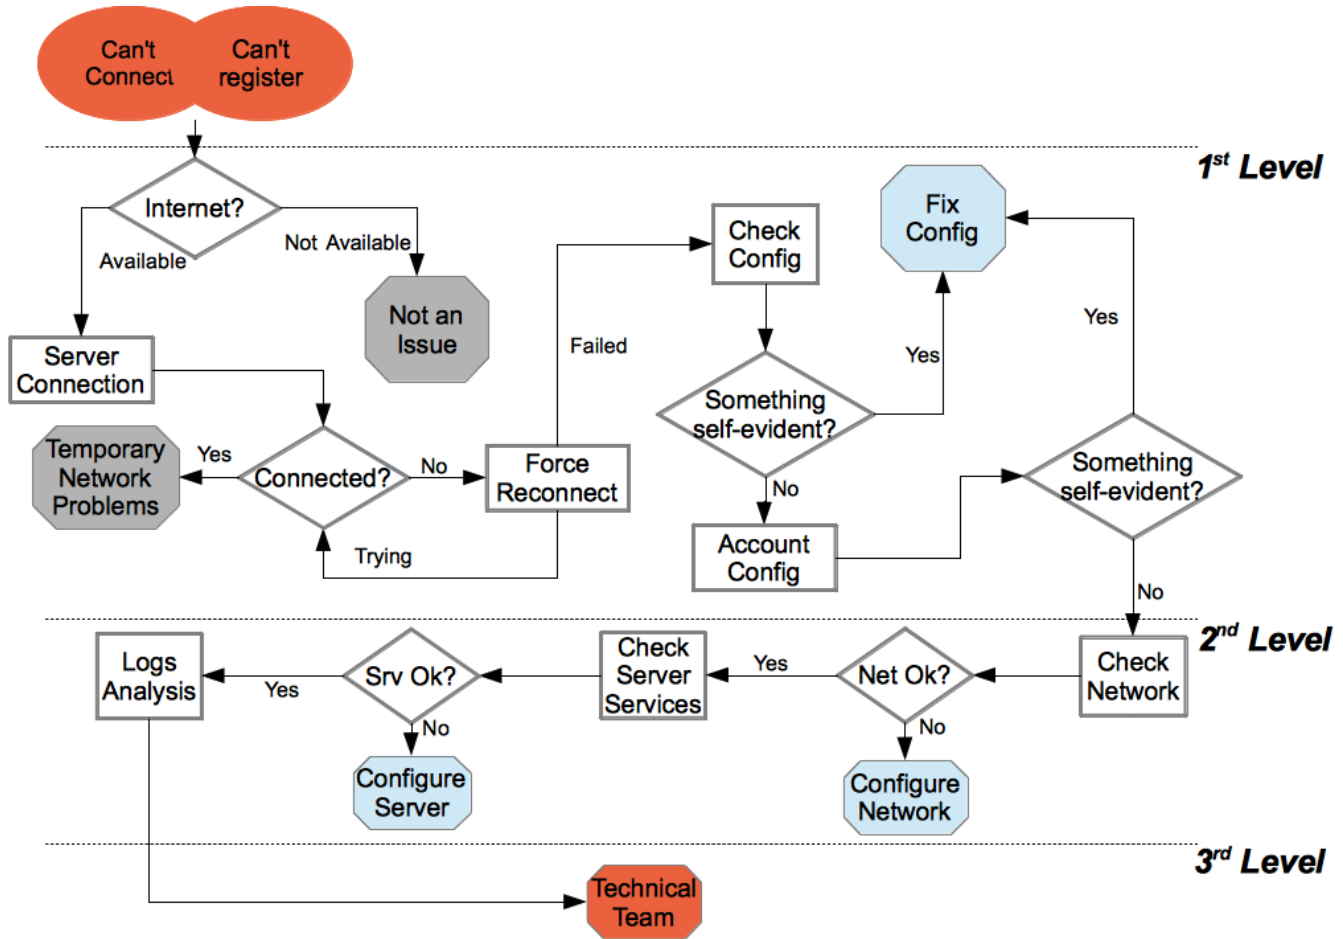 Can't
Connect
Can't
register
1st Level
Internet?
Available
Not Available
Not an
Issue
Server
Connection
Temporary
Network
Problems
Yes
Connected?
No
Force
Reconnect
Trying
Failed
Check
Config
Something
self-evident?
Yes
Fix
Config
No
Account
Config
Something
self-evident?
Yes
No
2nd Level
Check
Network
Net Ok?
No
Configure
Network
Yes
Check
Server
Services
Srv Ok?
No
Configure
Server
Yes
Logs
Analysis
3rd Level
Technical
Team